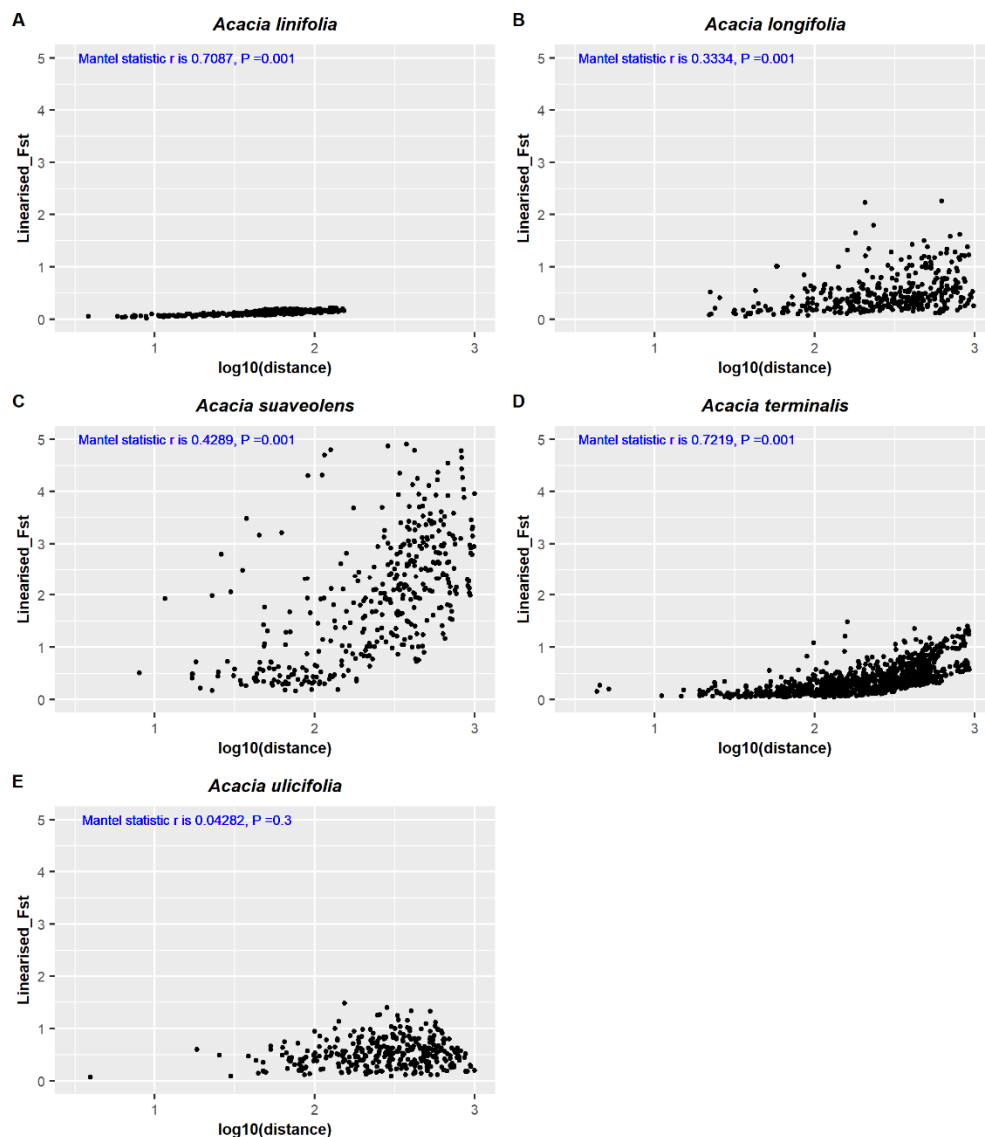 A
Acacia linifolia
Mantel statistic r is 0.7087, P =0.001
5
4
3
2
1
0
Linearised_Fst
1 2 3
log10(distance)
B
Acacia longifolia
Mantel statistic r is 0.3334, P =0.001
5
4
3
2
1
0
Linearised_Fst
1 2 3
log10(distance)
C
Acacia suaveolens
Mantel statistic r is 0.4289, P =0.001
5
4
3
2
1
0
Linearised_Fst
1 2 3
log10(distance)
D
Acacia terminalis
Mantel statistic r is 0.7219, P =0.001
5
4
3
2
1
0
Linearised_Fst
1 2 3
log10(distance)
E
Acacia ulicifolia
Mantel statistic r is 0.04282, P =0.3
5
4
3
2
1
0
Linearised_Fst
1 2 3
log10(distance)